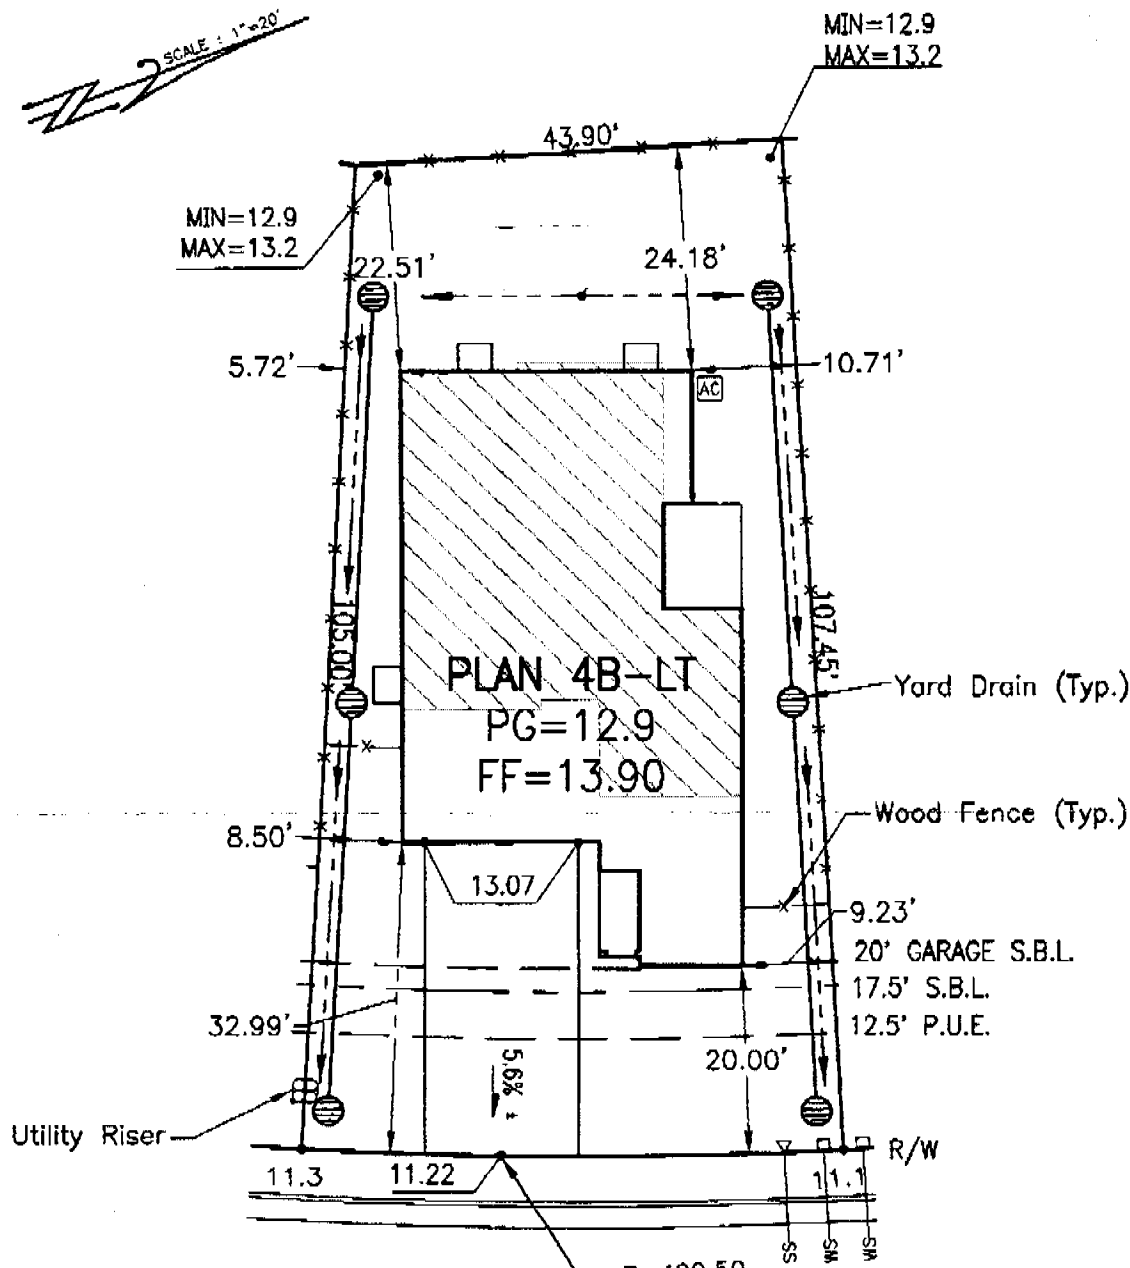 SCALE : 1"=20'
MIN=12.9
MAX=13.2
43.90'
MIN=12.9
MAX=13.2
22.51'
24.18'
5.72'
10.71'
AC
105.00'
107.45'
PLAN 4B-LT
PG=12.9
FF=13.90
Yard Drain (Typ.)
Wood Fence (Typ.)
8.50'
13.07
9.23'
20' GARAGE S.B.L.
17.5' S.B.L.
12.5' P.U.E.
32.99'
20.00'
5.6% ±
Utility Riser
R/W
11.3
11.22
11.1
SS
SW
SW